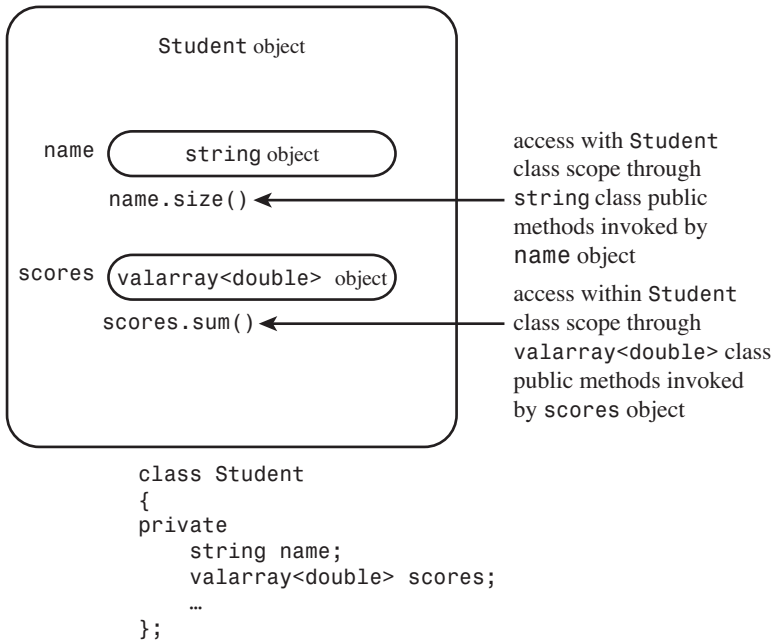 Student object
name
string object
name.size()
access with Student
class scope through
string class public
methods invoked by
name object
scores
valarray<double> object
scores.sum()
access within Student
class scope through
valarray<double> class
public methods invoked
by scores object
class Student
{
private
    string name;
    valarray<double> scores;
    …
};